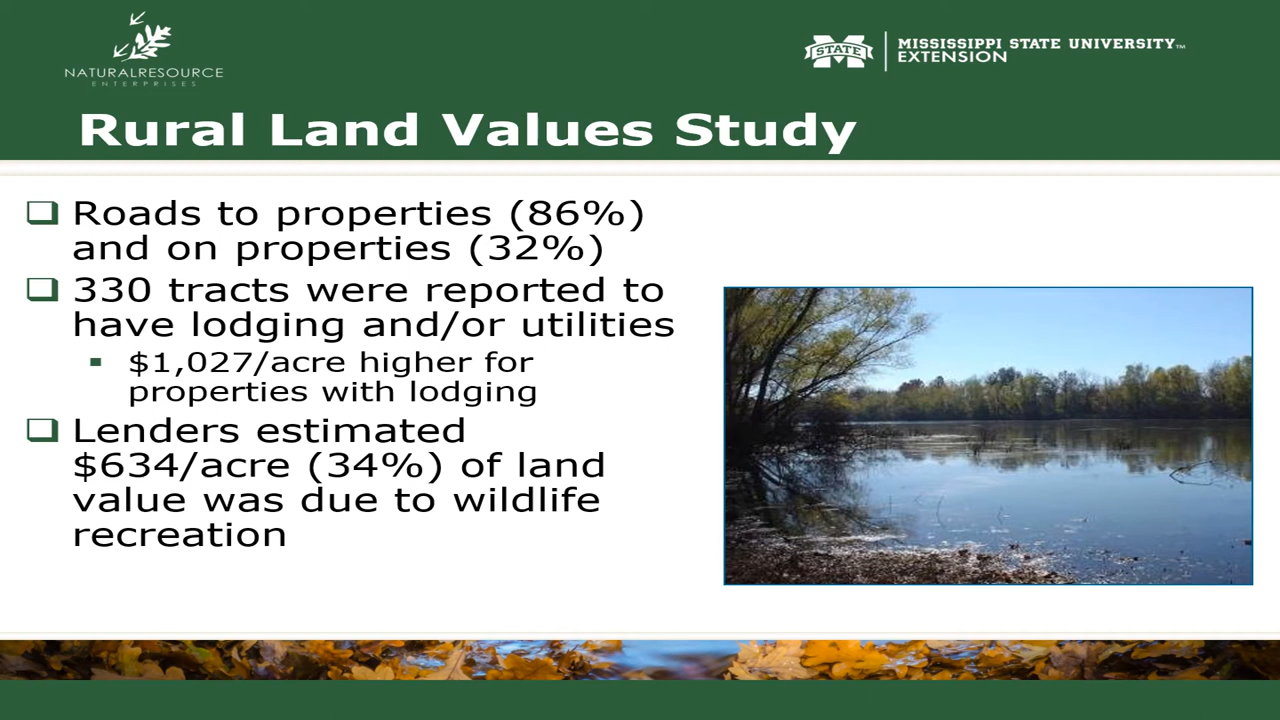 NATURALRESOURCE
ENTERPRISES
STATE
MISSISSIPPI STATE UNIVERSITY™
EXTENSION
Rural Land Values Study
Roads to properties (86%)
and on properties (32%)
330 tracts were reported to
have lodging and/or utilities
$1,027/acre higher for
properties with lodging
Lenders estimated
$634/acre (34%) of land
value was due to wildlife
recreation